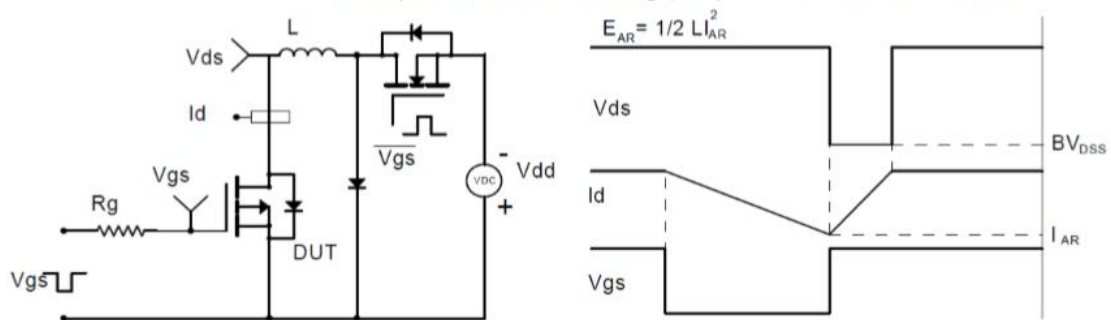 L
Vds
Id
Vgs
Vgs
Rg
DUT
Vgs
VDC
-
Vdd
+
E_AR = 1/2 LI²_AR
Vds
BV_DSS
Id
I_AR
Vgs